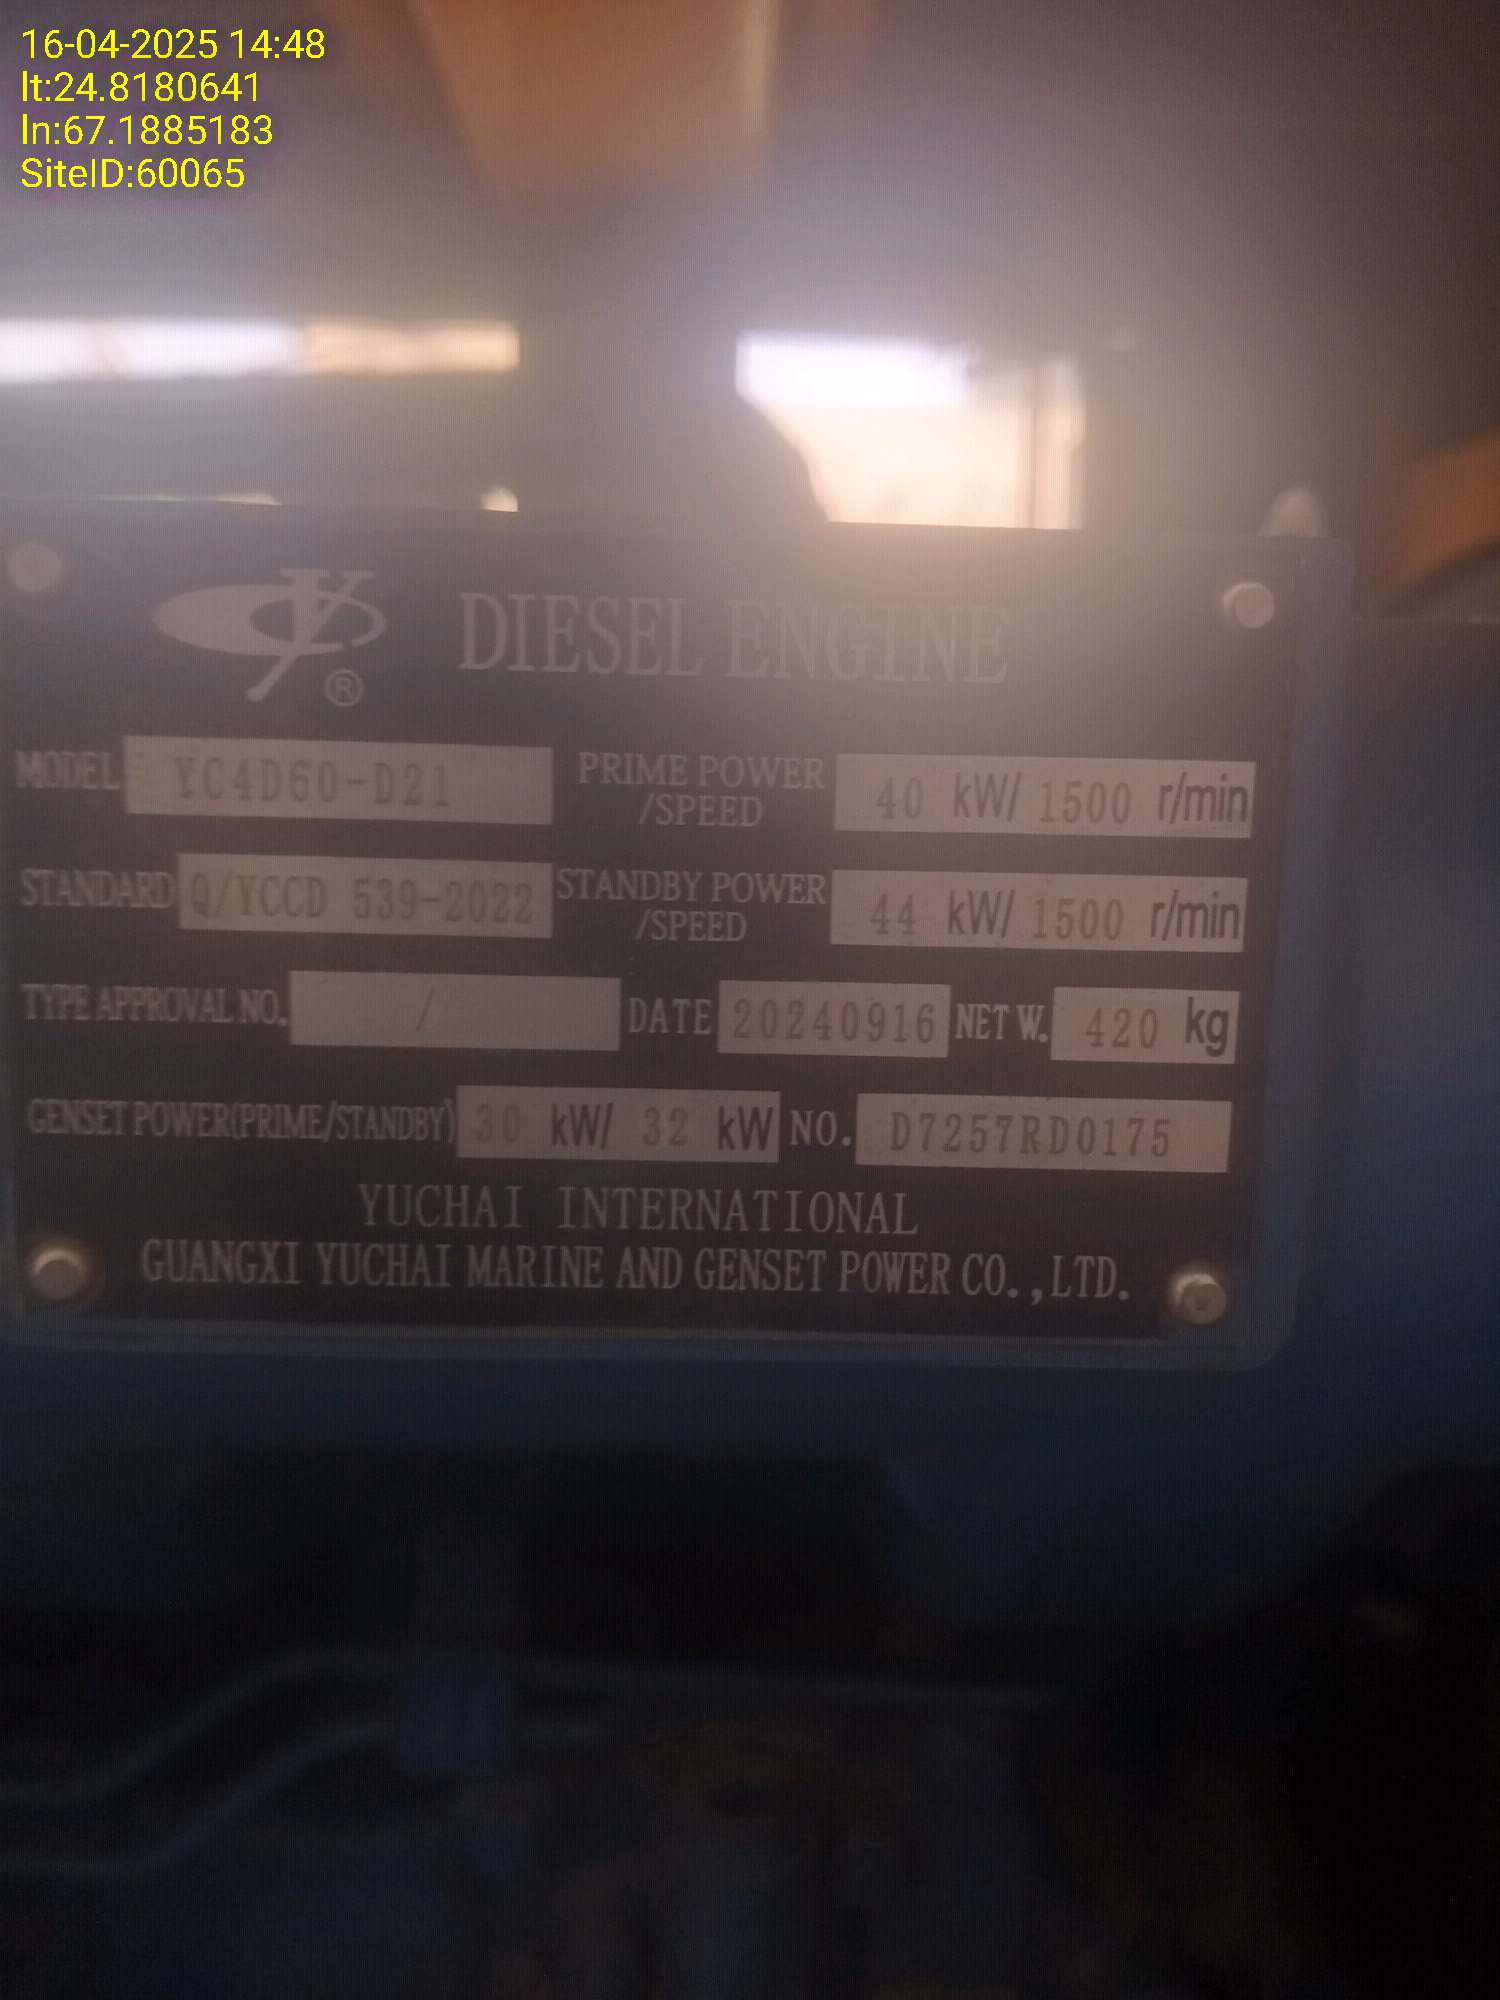 16-04-2025 14:48
lt:24.8180641
ln:67.1885183
SiteID:60065
DIESEL ENGINE
®
MODEL YC4D60-D21 PRIME POWER /SPEED 40 kW/ 1500 r/min
STANDARD Q/YCCD 539-2022 STANDBY POWER /SPEED 44 kW/ 1500 r/min
TYPE APPROVAL NO. / DATE 20240916 NET W. 420 kg
GENSET POWER(PRIME/STANDBY) 30 kW/ 32 kW NO. D7257RD0175
YUCHAI INTERNATIONAL
GUANGXI YUCHAI MARINE AND GENSET POWER CO.,LTD.